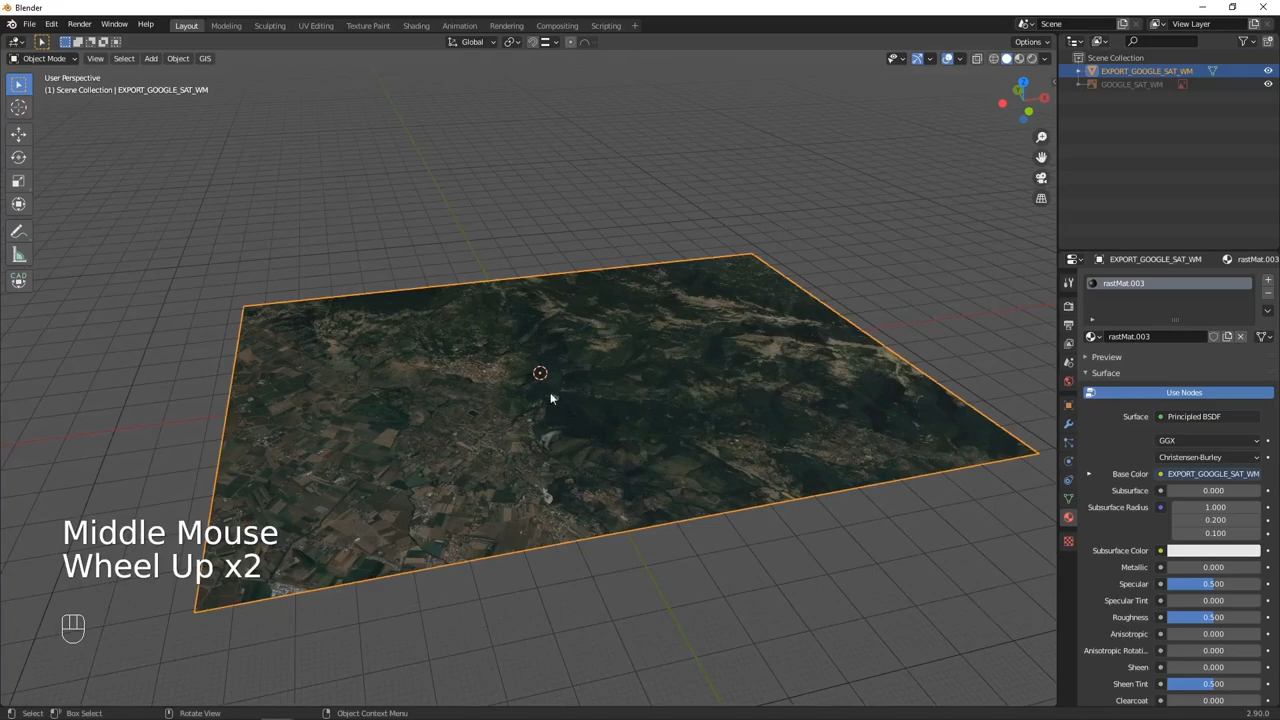 Blender
File Edit Render Window Help Layout Modeling Sculpting UV Editing Texture Paint Shading Animation Rendering Compositing Scripting + Scene View Layer
Global Options
Object Mode View Select Add Object GIS
User Perspective
(1) Scene Collection | EXPORT_GOOGLE_SAT_WM
Scene Collection
EXPORT_GOOGLE_SAT_WM
GOOGLE_SAT_WM
Z
X
Y
CAD
EXPORT_GOOGLE_SAT_WM rastMat.003
rastMat.003
rastMat.003
Preview
Surface
Use Nodes
Surface Principled BSDF
GGX
Christensen-Burley
Base Color EXPORT_GOOGLE_SAT_WM
Subsurface 0.000
Subsurface Radius 1.000
0.200
0.100
Subsurface Color
Metallic 0.000
Specular 0.500
Specular Tint 0.000
Roughness 0.500
Anisotropic 0.000
Anisotropic Rotati.. 0.000
Sheen 0.000
Sheen Tint 0.500
Clearcoat 0.000
Middle Mouse
Wheel Up x2
Select Box Select Rotate View Object Context Menu 2.90.0